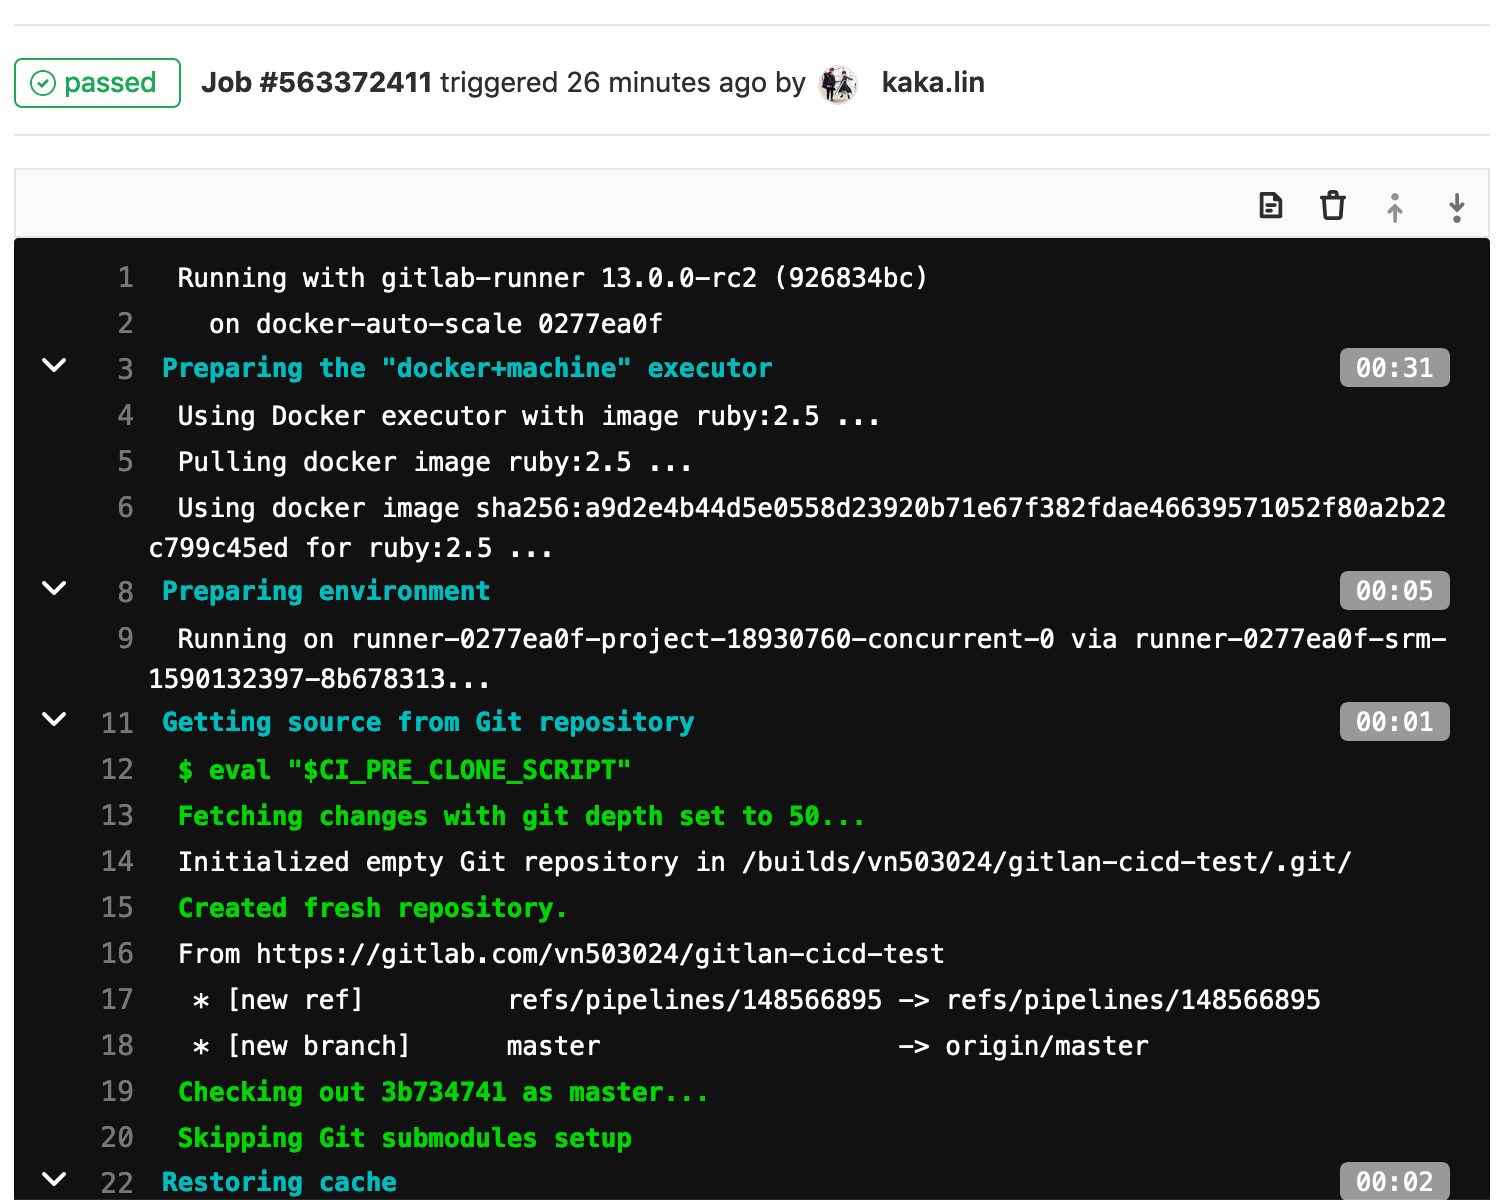 passed Job #563372411 triggered 26 minutes ago by kaka.lin
1 Running with gitlab-runner 13.0.0-rc2 (926834bc)
2 on docker-auto-scale 0277ea0f
3 Preparing the "docker+machine" executor 00:31
4 Using Docker executor with image ruby:2.5 ...
5 Pulling docker image ruby:2.5 ...
6 Using docker image sha256:a9d2e4b44d5e0558d23920b71e67f382fdae46639571052f80a2b22
c799c45ed for ruby:2.5 ...
8 Preparing environment 00:05
9 Running on runner-0277ea0f-project-18930760-concurrent-0 via runner-0277ea0f-srm-
1590132397-8b678313...
11 Getting source from Git repository 00:01
12 $ eval "$CI_PRE_CLONE_SCRIPT"
13 Fetching changes with git depth set to 50...
14 Initialized empty Git repository in /builds/vn503024/gitlan-cicd-test/.git/
15 Created fresh repository.
16 From https://gitlab.com/vn503024/gitlan-cicd-test
17 * [new ref] refs/pipelines/148566895 -> refs/pipelines/148566895
18 * [new branch] master -> origin/master
19 Checking out 3b734741 as master...
20 Skipping Git submodules setup
22 Restoring cache 00:02